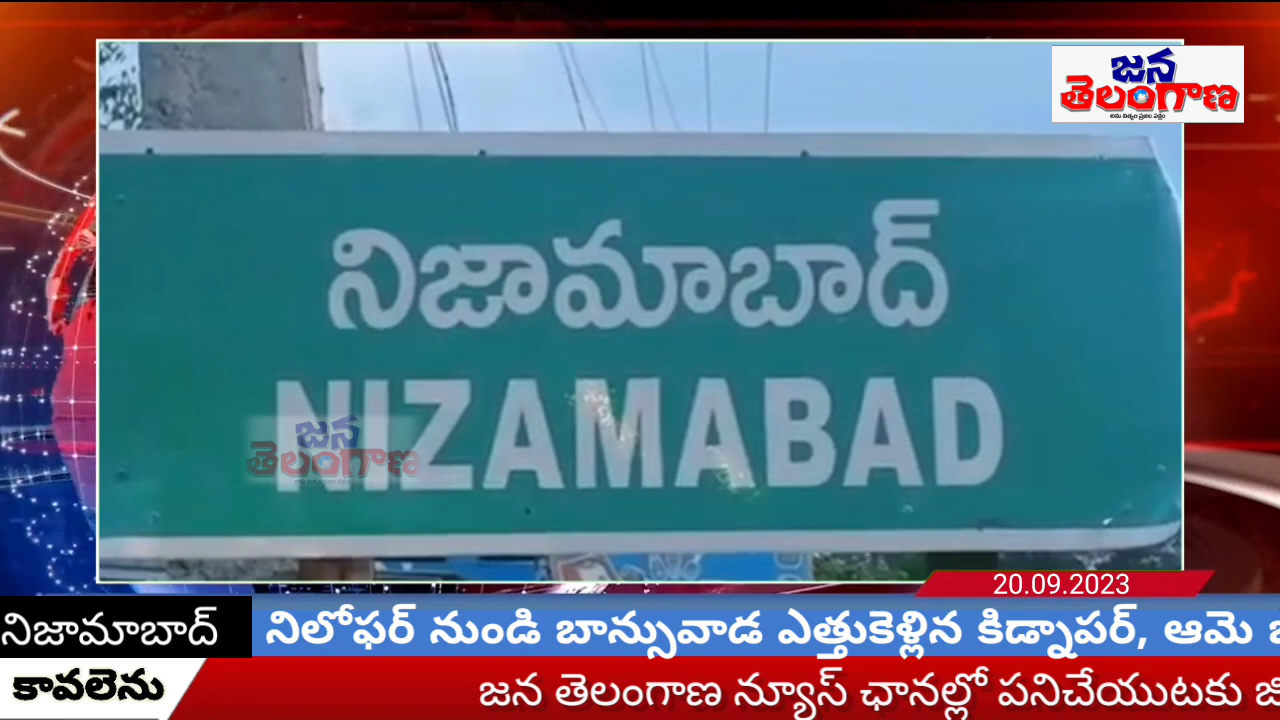 జన
తెలంగాణ
నిజామాబాద్
NIZAMABAD
జన
తెలంగాణ
20.09.2023
నిజామాబాద్
నిలోఫర్ నుండి బాన్సువాడ ఎత్తుకెళ్లిన కిడ్నాపర్, ఆమె
కావలెను
జన తెలంగాణ న్యూస్ ఛానల్లో పనిచేయుటకు